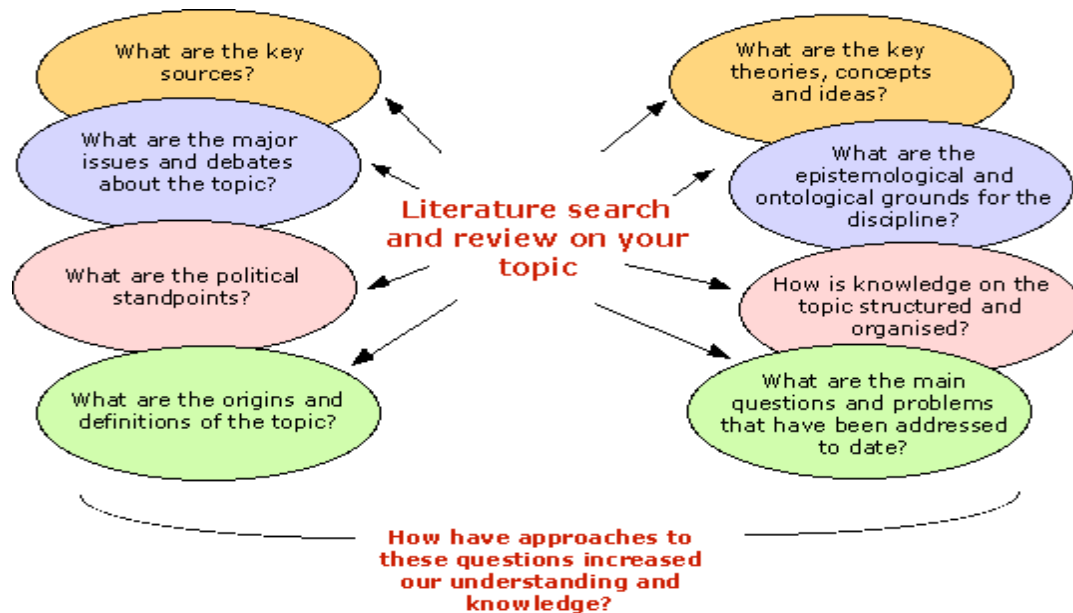 What are the key
sources?
What are the major
issues and debates
about the topic?
What are the political
standpoints?
What are the origins and
definitions of the topic?
Literature search
and review on your
topic
What are the key
theories, concepts
and ideas?
What are the
epistemological and
ontological grounds for the
discipline?
How is knowledge on the
topic structured and
organised?
What are the main
questions and problems
that have been addressed
to date?
How have approaches to
these questions increased
our understanding and
knowledge?